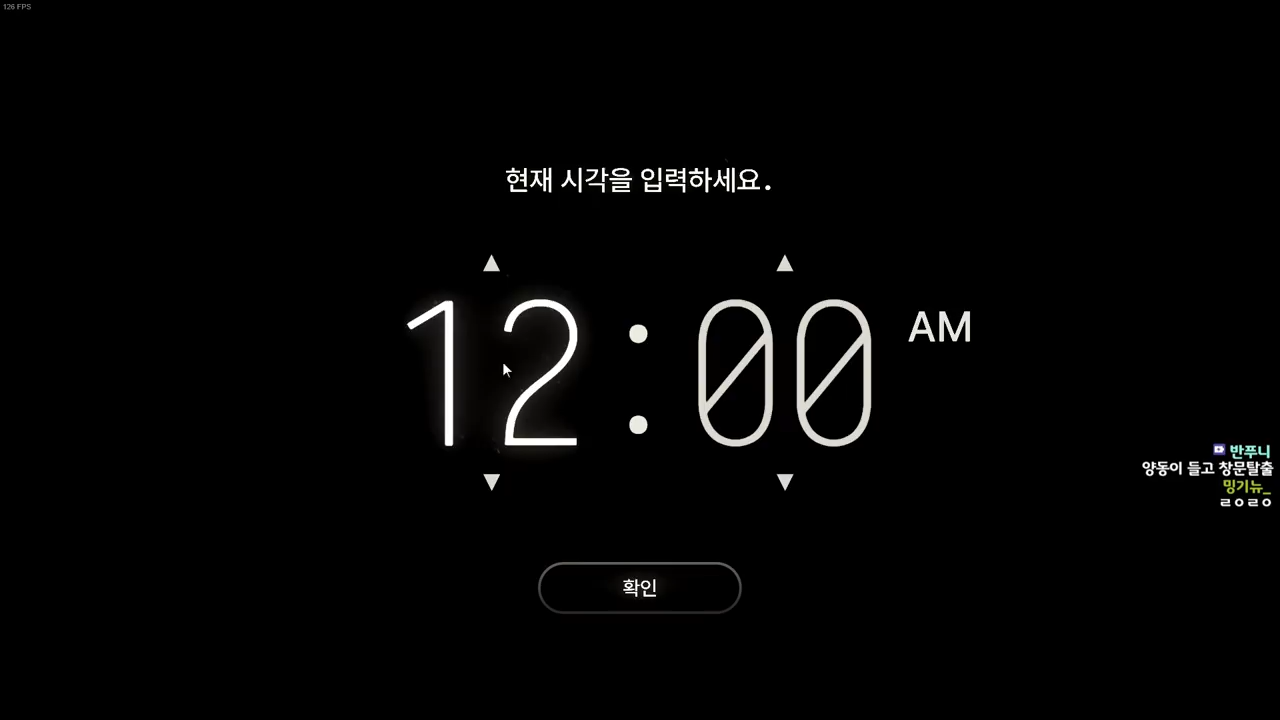 126 FPS
현재 시각을 입력하세요.
▲ ▲
12:00 AM
▼ ▼
반푸니
양동이 들고 창문탈출
밍기뉴_
ㄹㅇㄹㅇ
확인